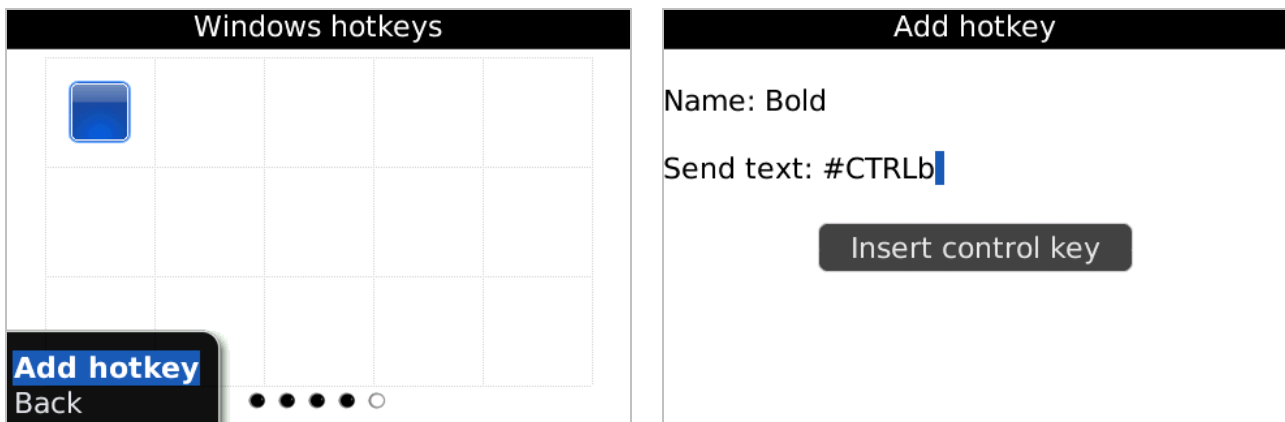 Windows hotkeys
Add hotkey
Back
Add hotkey
Name: Bold
Send text: #CTRLb
Insert control key